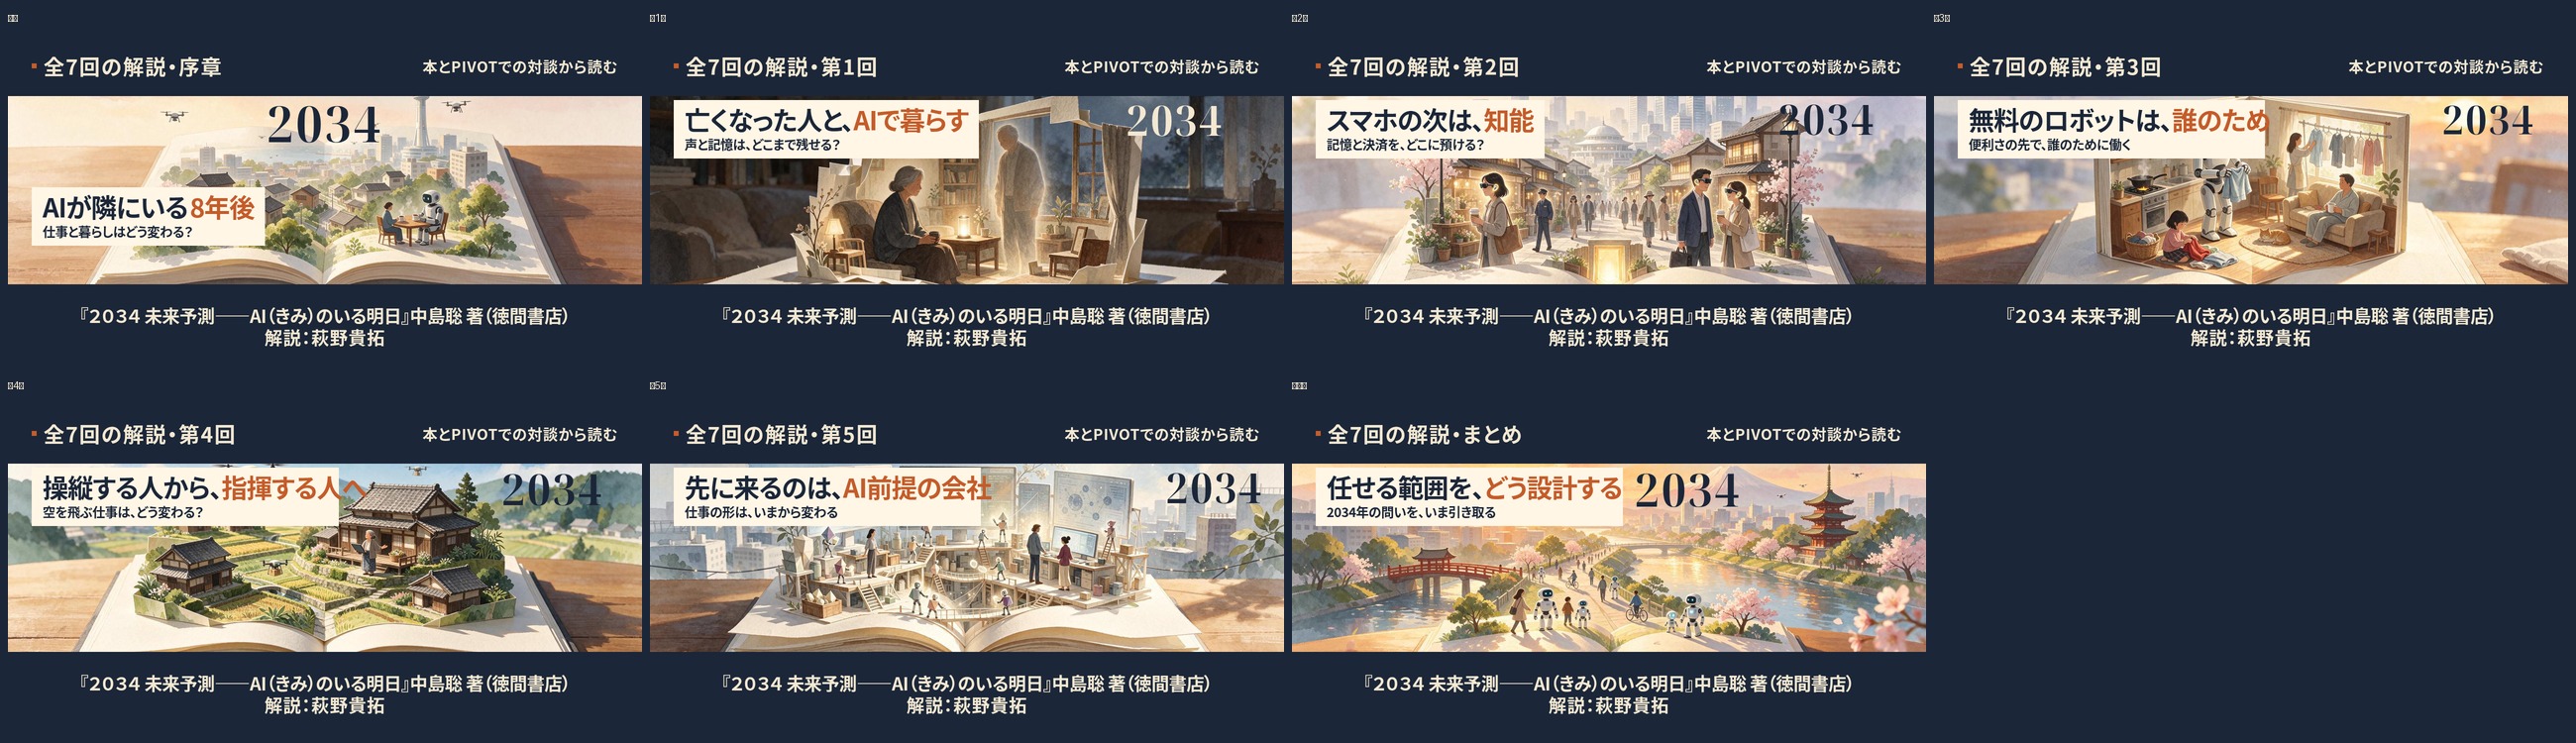 全7回の解説・序章
本とPIVOTでの対談から読む
2034
AIが隣にいる8年後
仕事と暮らしはどう変わる?
『2034 未来予測——AI(きみ)のいる明日』中島聡 著(徳間書店)
解説:萩野貴拓
1
全7回の解説・第1回
本とPIVOTでの対談から読む
亡くなった人と、AIで暮らす
声と記憶は、どこまで残せる?
2034
『2034 未来予測——AI(きみ)のいる明日』中島聡 著(徳間書店)
解説:萩野貴拓
2
全7回の解説・第2回
本とPIVOTでの対談から読む
スマホの次は、知能
記憶と決済を、どこに預ける?
2034
『2034 未来予測——AI(きみ)のいる明日』中島聡 著(徳間書店)
解説:萩野貴拓
3
全7回の解説・第3回
本とPIVOTでの対談から読む
無料のロボットは、誰のため
便利さの先で、誰のために働く
2034
『2034 未来予測——AI(きみ)のいる明日』中島聡 著(徳間書店)
解説:萩野貴拓
4
全7回の解説・第4回
本とPIVOTでの対談から読む
操縦する人から、指揮する人へ
空を飛ぶ仕事は、どう変わる?
2034
『2034 未来予測——AI(きみ)のいる明日』中島聡 著(徳間書店)
解説:萩野貴拓
5
全7回の解説・第5回
本とPIVOTでの対談から読む
先に来るのは、AI前提の会社
仕事の形は、いまから変わる
2034
『2034 未来予測——AI(きみ)のいる明日』中島聡 著(徳間書店)
解説:萩野貴拓
全7回の解説・まとめ
本とPIVOTでの対談から読む
任せる範囲を、どう設計する
2034年の問いを、いま引き取る
2034
『2034 未来予測——AI(きみ)のいる明日』中島聡 著(徳間書店)
解説:萩野貴拓